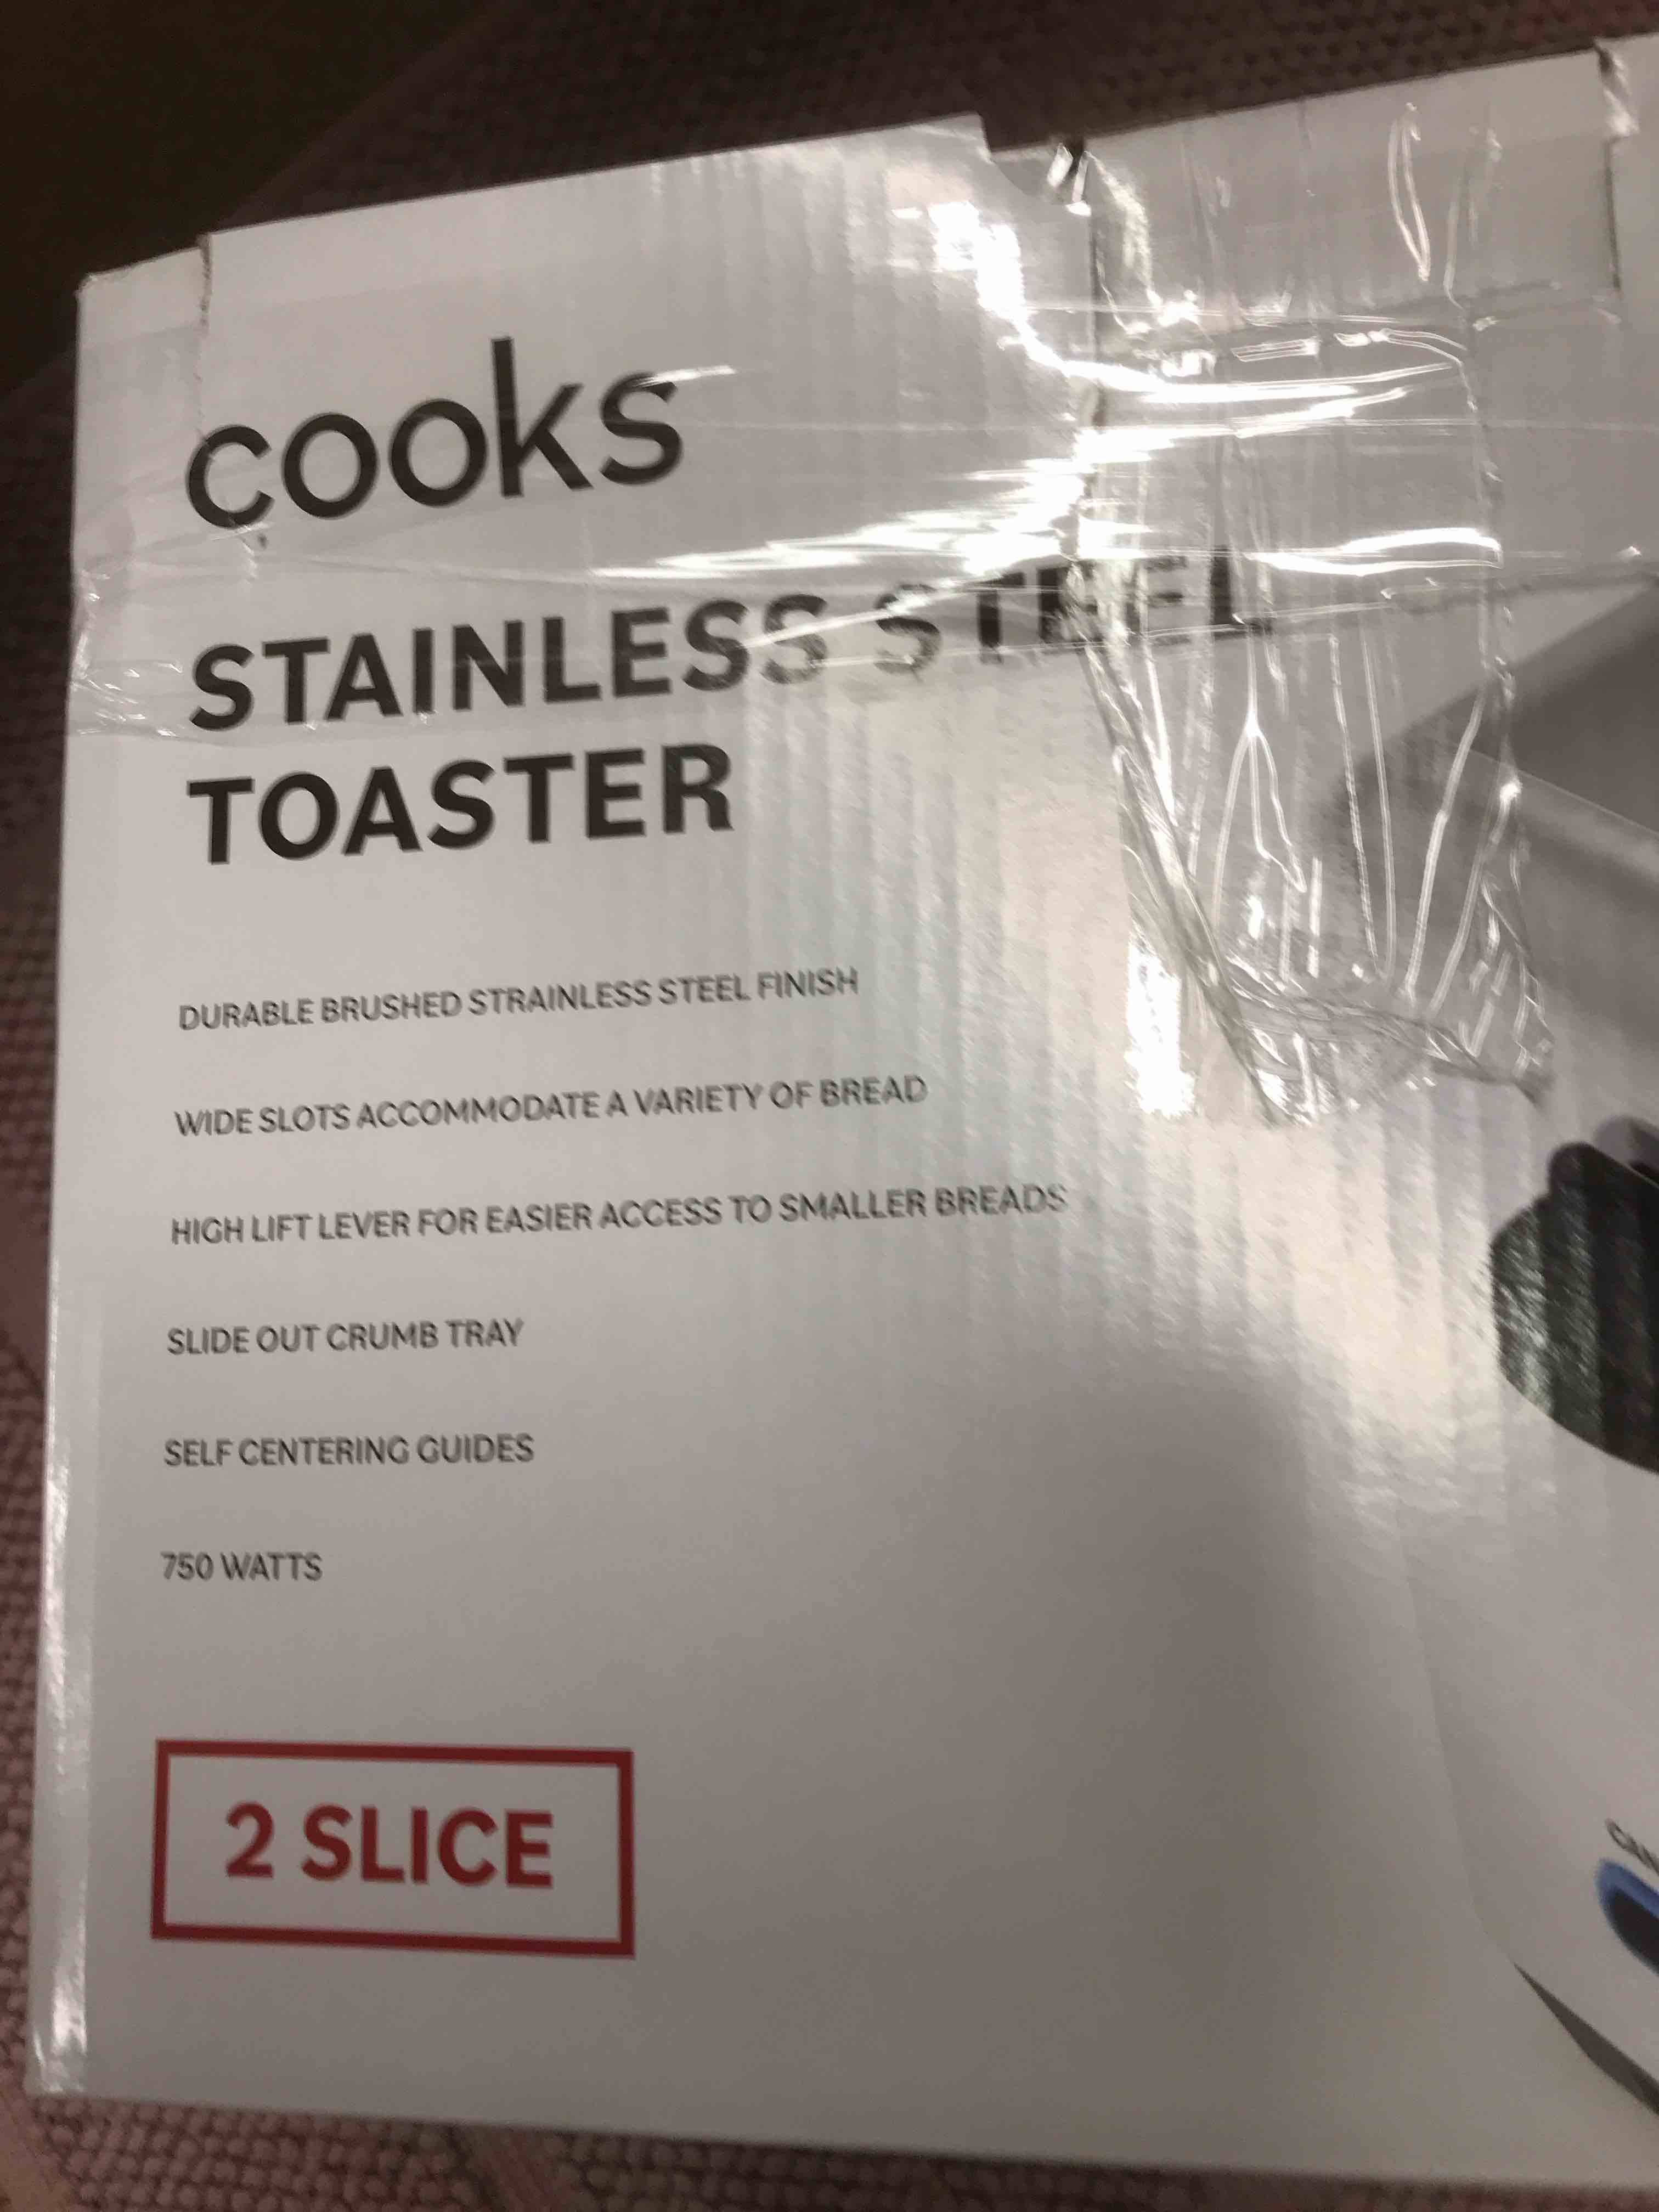 cooks
STAINLESS STEEL
TOASTER
DURABLE BRUSHED STRAINLESS STEEL FINISH
WIDE SLOTS ACCOMMODATE A VARIETY OF BREAD
HIGH LIFT LEVER FOR EASIER ACCESS TO SMALLER BREADS
SLIDE OUT CRUMB TRAY
SELF CENTERING GUIDES
750 WATTS
2 SLICE